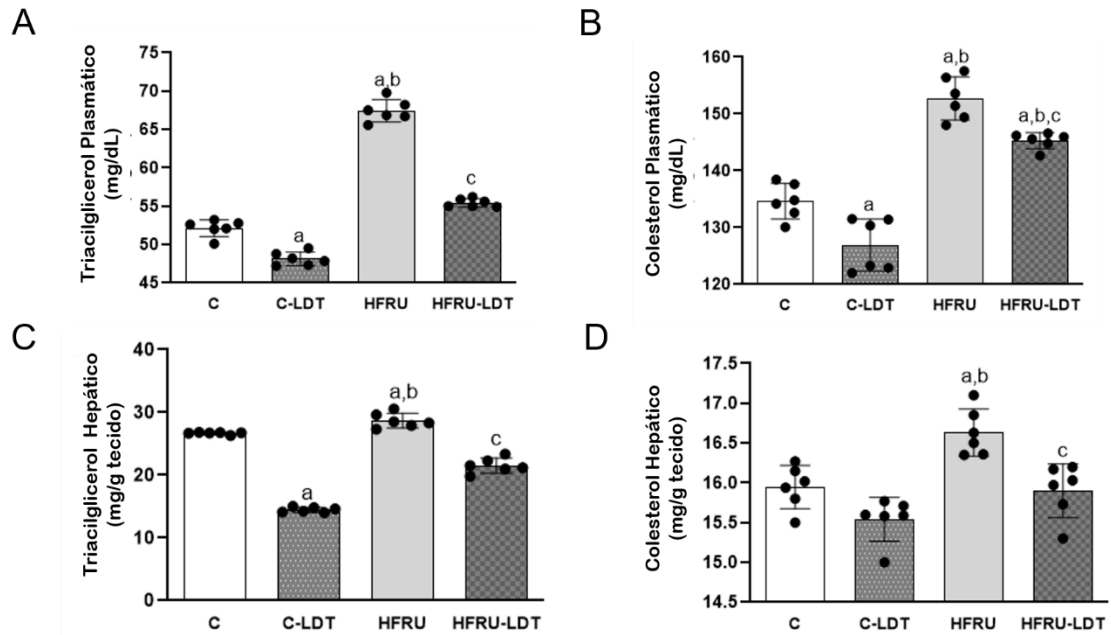 A
Triacilglicerol Plasmático
(mg/dL)
75
70
65
60
55
50
45
a
a,b
c
C
C-LDT
HFRU
HFRU-LDT
B
Colesterol Plasmático
(mg/dL)
160
150
140
130
120
a
a,b
a,b,c
C
C-LDT
HFRU
HFRU-LDT
C
Triacilglicerol Hepático
(mg/g tecido)
40
30
20
10
0
a
a,b
c
C
C-LDT
HFRU
HFRU-LDT
D
Colesterol Hepático
(mg/g tecido)
17.5
17.0
16.5
16.0
15.5
15.0
14.5
a,b
c
C
C-LDT
HFRU
HFRU-LDT